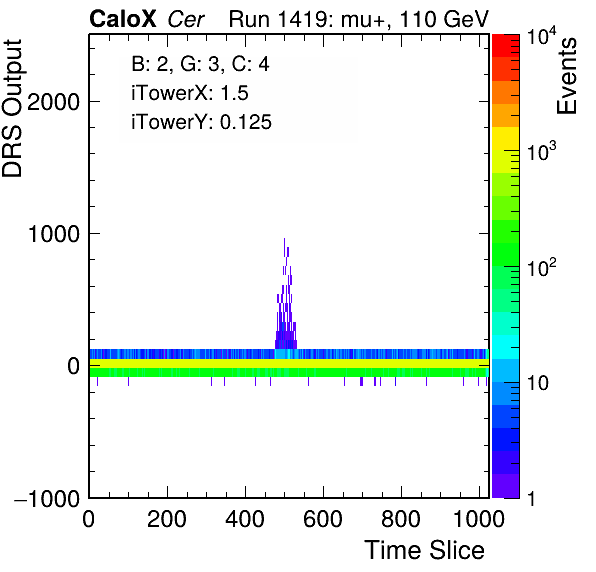 CaloX Cer Run 1419: mu+, 110 GeV
B: 2, G: 3, C: 4
iTowerX: 1.5
iTowerY: 0.125
DRS Output
2000
1000
0
−1000
0 200 400 600 800 1000
Time Slice
Events
10^4
10^3
10^2
10
1